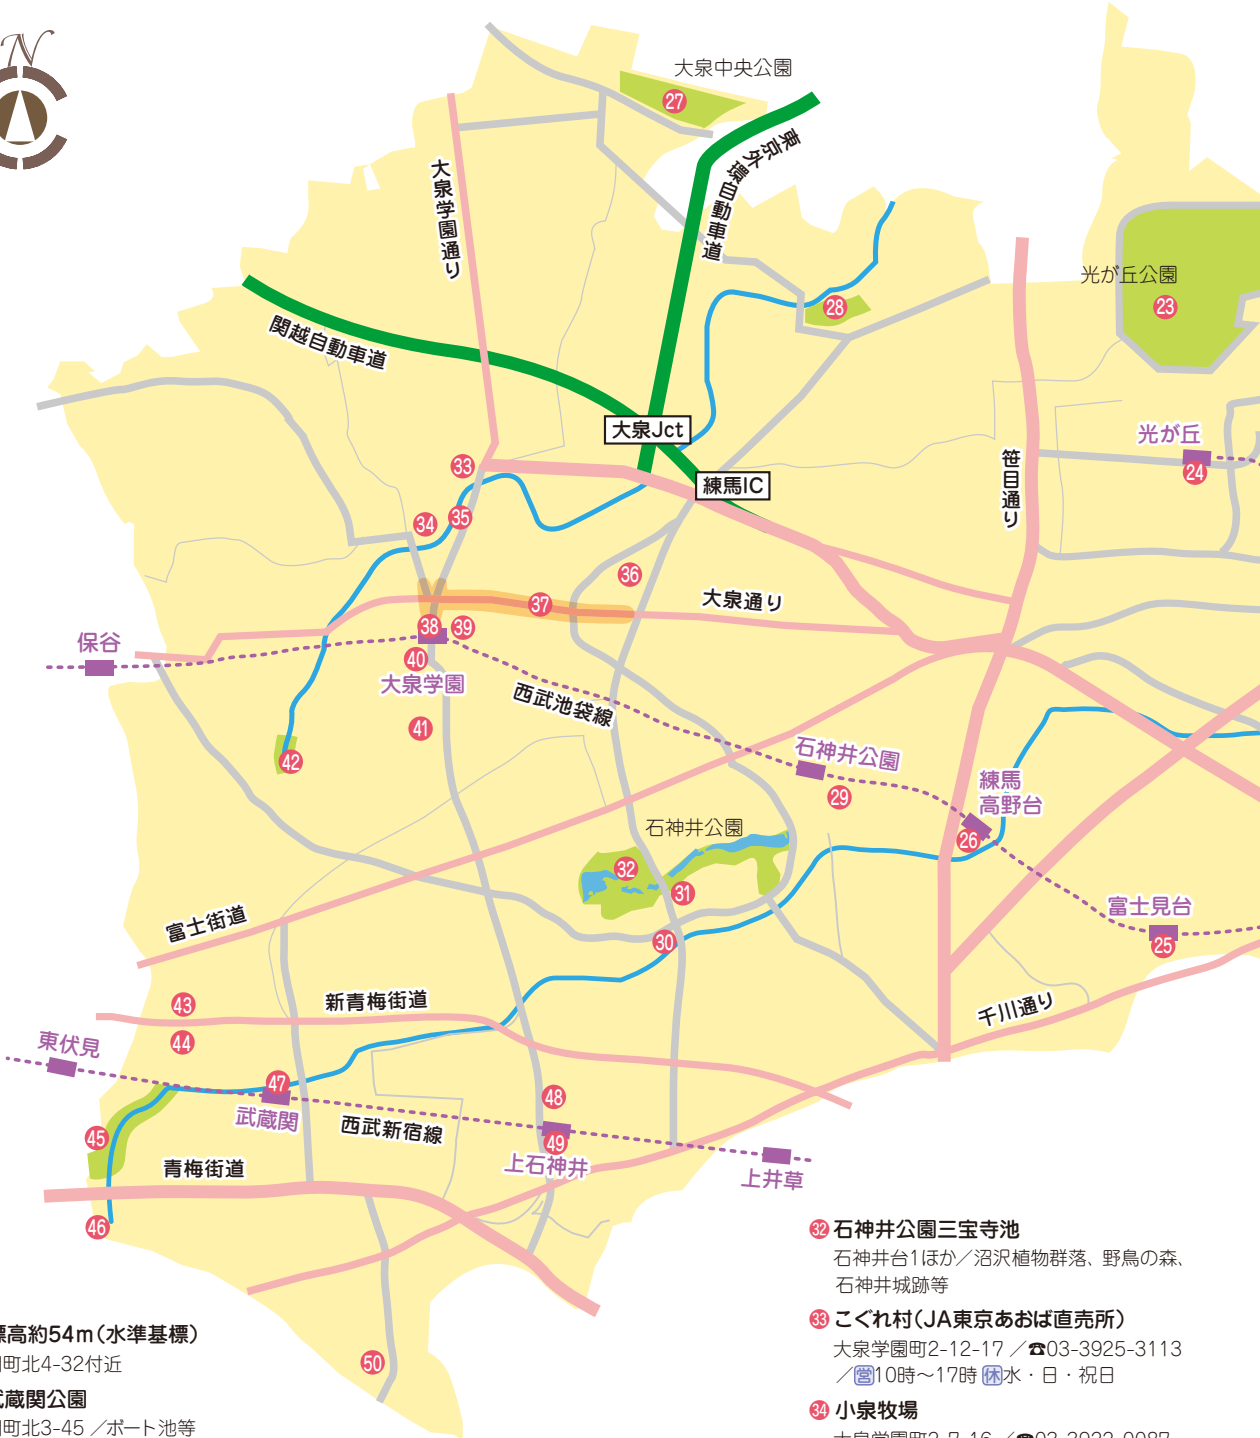 N
大泉中央公園
27
東京外環自動車道
大泉学園通り
28
光が丘公園
23
関越自動車道
大泉Jct
光が丘
24
笹目通り
33
練馬IC
34
35
36
大泉通り
37
38
39
保谷
40
大泉学園
西武池袋線
41
42
石神井公園
29
練馬
高野台
26
石神井公園
32
31
富士見台
25
富士街道
30
43
新青梅街道
千川通り
44
東伏見
47
武蔵関
48
西武新宿線
49
45
上石神井
青梅街道
上井草
46
50
標高約54m(水準基標)
町北4-32付近
武蔵関公園
町北3-45 ／ボート池等
32 石神井公園三宝寺池
石神井台1ほか／沼沢植物群落、野鳥の森、
石神井城跡等
33 こぐれ村(JA東京あおば直売所)
大泉学園町2-12-17 ／☎03-3925-3113
／営10時～17時 休水・日・祝日
34 小泉牧場
大泉学園町2-7-16 ／☎03-3922-0087